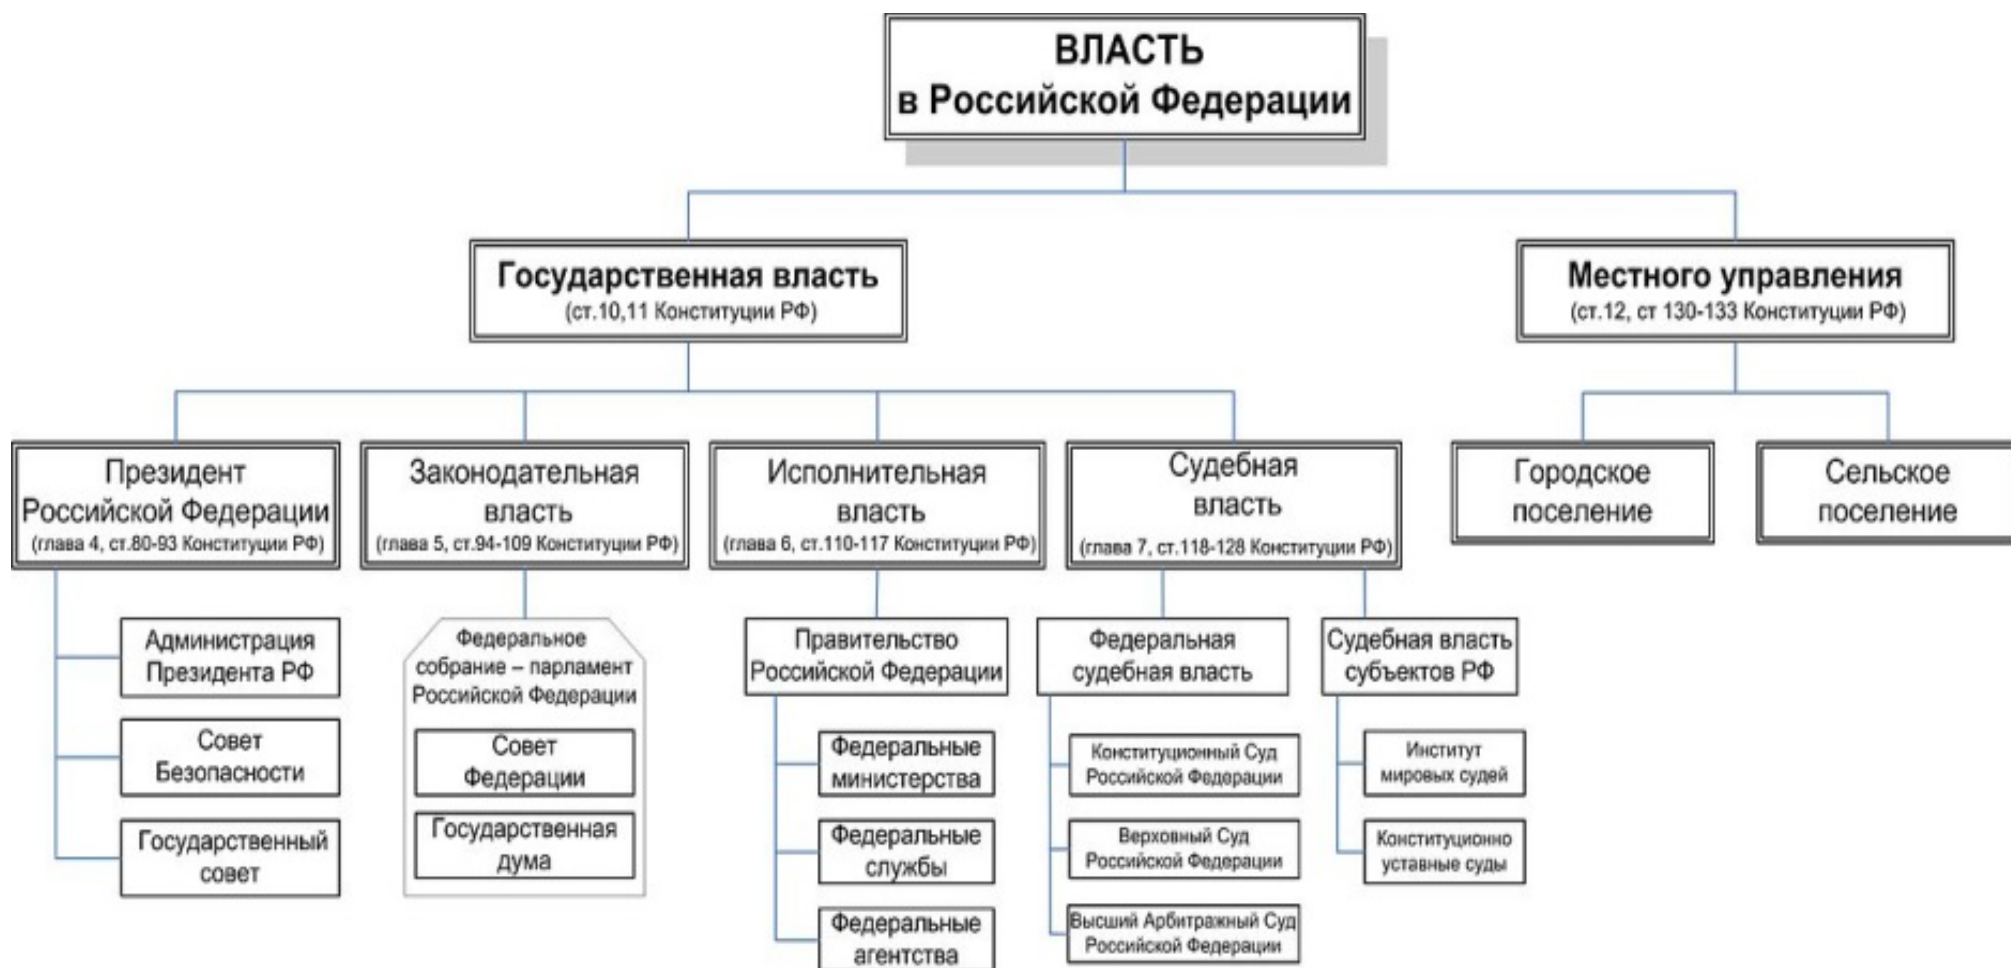 ВЛАСТЬ
в Российской Федерации
Государственная власть
(ст.10,11 Конституции РФ)
Местного управления
(ст.12, ст 130-133 Конституции РФ)
Президент
Российской Федерации
(глава 4, ст.80-93 Конституции РФ)
Законодательная
власть
(глава 5, ст.94-109 Конституции РФ)
Исполнительная
власть
(глава 6, ст.110-117 Конституции РФ)
Судебная
власть
(глава 7, ст.118-128 Конституции РФ)
Городское
поселение
Сельское
поселение
Администрация
Президента РФ
Совет
Безопасности
Государственный
совет
Федеральное
собрание – парламент
Российской Федерации
Совет
Федерации
Государственная
дума
Правительство
Российской Федерации
Федеральные
министерства
Федеральные
службы
Федеральные
агентства
Федеральная
судебная власть
Конституционный Суд
Российской Федерации
Верховный Суд
Российской Федерации
Высший Арбитражный Суд
Российской Федерации
Судебная власть
субъектов РФ
Институт
мировых судей
Конституционно
уставные суды